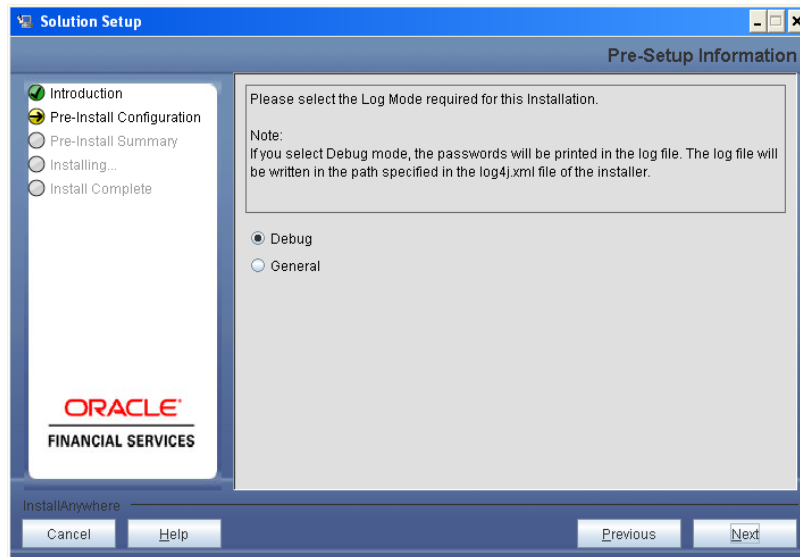 Solution Setup
Pre-Setup Information
Introduction
Pre-Install Configuration
Pre-Install Summary
Installing...
Install Complete
ORACLE
FINANCIAL SERVICES
Please select the Log Mode required for this Installation.
Note:
If you select Debug mode, the passwords will be printed in the log file. The log file will
be written in the path specified in the log4j.xml file of the installer.
Debug
General
InstallAnywhere
Cancel
Help
Previous
Next